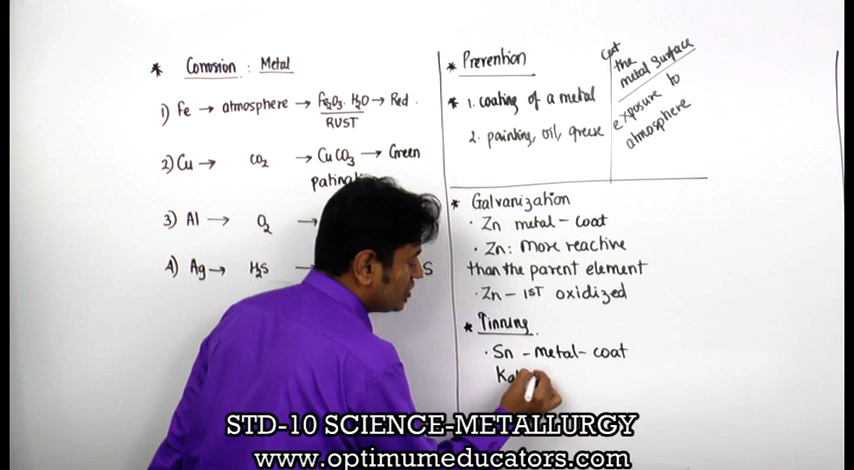 * Corrosion : Metal
1) Fe → atmosphere → Fe2O3. H2O → Red.
RUST
2) Cu → CO2 → CuCO3 → Green
3) Al → O2 →
4) Ag → H2S → S
* Prevention
* 1. coating of a metal
2. painting, oil, grease
the
metal surface
exposure to
atmosphere
* Galvanization
· Zn metal - coat
· Zn : More reactive
than the parent element
· Zn - 1ST oxidized
* Tinning.
· Sn - metal - coat
STD-10 SCIENCE-METALLURGY
www.optimumeducators.com